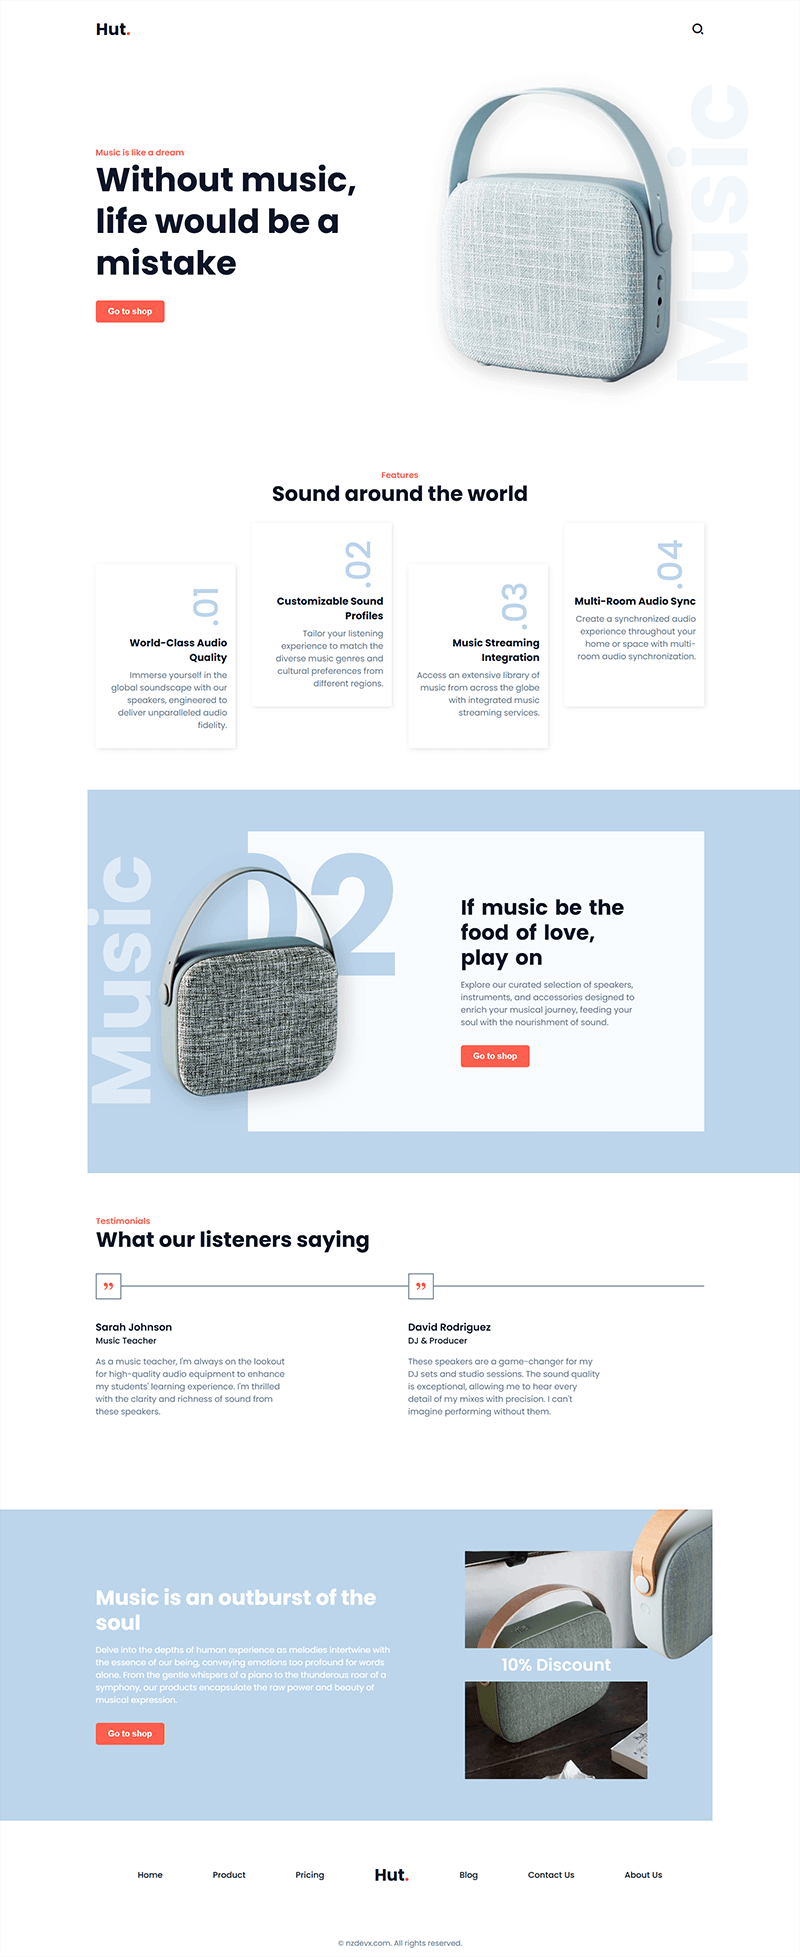 Hut.
Music is like a dream
Without music,
life would be a
mistake
Go to shop
Music
Features
Sound around the world
.01
World-Class Audio
Quality
Immerse yourself in the
global soundscape with our
speakers, engineered to
deliver unparalleled audio
fidelity.
.02
Customizable Sound
Profiles
Tailor your listening
experience to match the
diverse music genres and
cultural preferences from
different regions.
.03
Music Streaming
Integration
Access an extensive library of
music from across the globe
with integrated music
streaming services.
.04
Multi-Room Audio Sync
Create a synchronized audio
experience throughout your
home or space with multi-
room audio synchronization.
Music
02
If music be the
food of love,
play on
Explore our curated selection of speakers,
instruments, and accessories designed to
enrich your musical journey, feeding your
soul with the nourishment of sound.
Go to shop
Testimonials
What our listeners saying
Sarah Johnson
Music Teacher
As a music teacher, I'm always on the lookout
for high-quality audio equipment to enhance
my students' learning experience. I'm thrilled
with the clarity and richness of sound from
these speakers.
David Rodriguez
DJ & Producer
These speakers are a game-changer for my
DJ sets and studio sessions. The sound quality
is exceptional, allowing me to hear every
detail of my mixes with precision. I can't
imagine performing without them.
Music is an outburst of the
soul
Delve into the depths of human experience as melodies intertwine with
the essence of our being, conveying emotions too profound for words
alone. From the gentle whispers of a piano to the thunderous roar of a
symphony, our products encapsulate the raw power and beauty of
musical expression.
Go to shop
10% Discount
Home Product Pricing Hut. Blog Contact Us About Us
© nzdevx.com. All rights reserved.